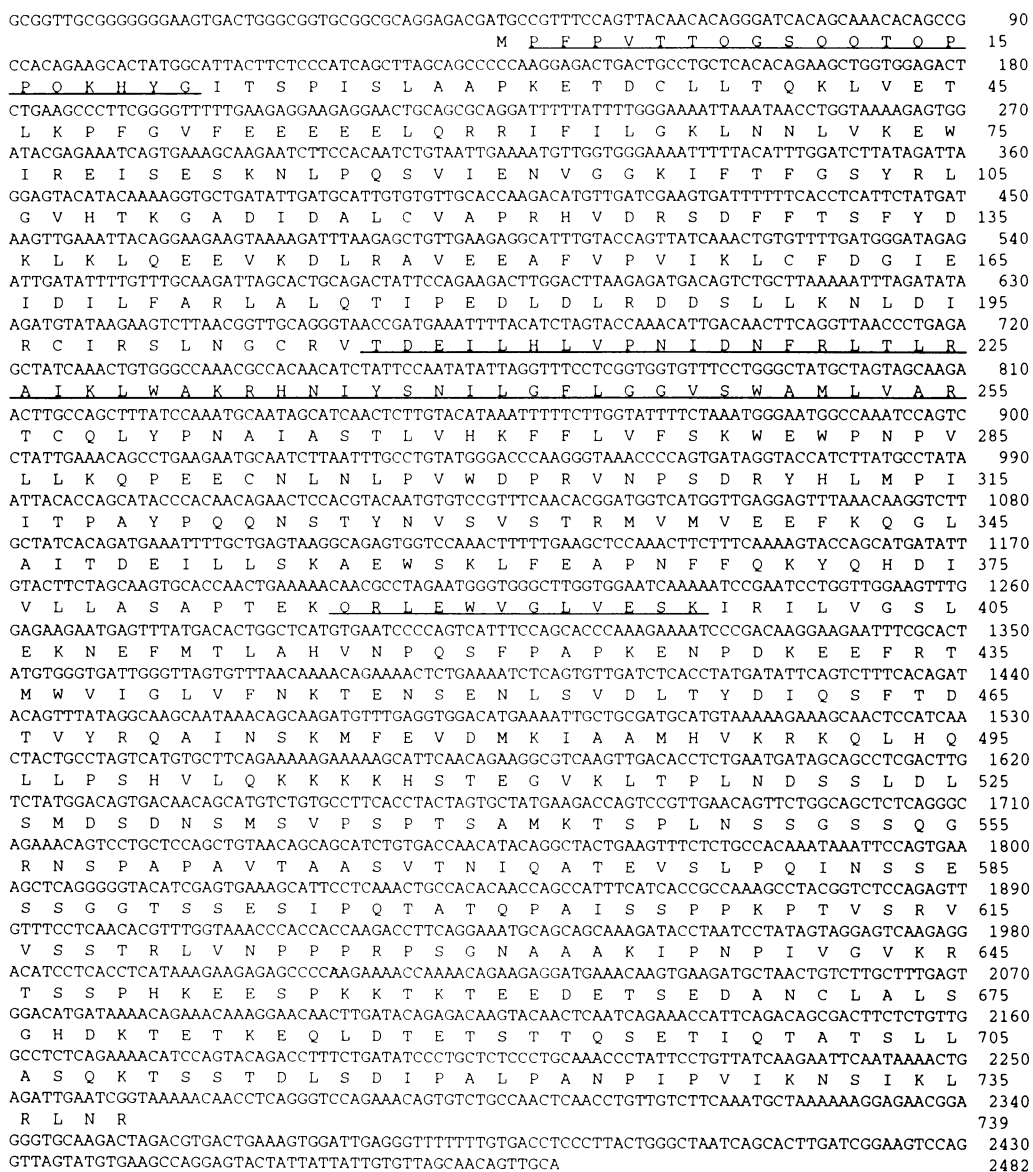 GCGGTTGCGGGGGGGGAAGTGACTGGGCGGTGCGGCGCAGGAGACGATGCCGTTTCCAGTTACAACACAGGGATCACAGCAAACACAGCCG 90
M P F P V T T Q G S Q Q T Q P 15
CCACAGAAGCACTATGGCATTACTTCTCCCATCAGCTTAGCAGCCCCCAAGGAGACTGACTGCCTGCTCACACAGAAGCTGGTGGAGACT 180
P Q K H Y G I T S P I S L A A P K E T D C L L T Q K L V E T 45
CTGAAGCCCTTCGGGGTTTTTGAAGAGGAAGAGGAACTGCAGCGCAGGATTTTTATTTTGGGAAAATTAAATAACCTGGTAAAAGAGTGG 270
L K P F G V F E E E E E L Q R R I F I L G K L N N L V K E W 75
ATACGAGAAATCAGTGAAAGCAAGAATCTTCCACAATCTGTAATTGAAAATGTTGGTGGGAAAATTTTTACATTTGGATCTTATAGATTA 360
I R E I S E S K N L P Q S V I E N V G G K I F T F G S Y R L 105
GGAGTACATACAAAAGGTGCTGATATTGATGCATTGTGTGTTGCACCAAGACATGTTGATCGAAGTGATTTTTTCACCTCATTCTATGAT 450
G V H T K G A D I D A L C V A P R H V D R S D F F T S F Y D 135
AAGTTGAAATTACAGGAAGAAGTAAAAGATTTAAGAGCTGTTGAAGAGGCATTTGTACCAGTTATCAAACTGTGTTTTGATGGGATAGAG 540
K L K L Q E E V K D L R A V E E A F V P V I K L C F D G I E 165
ATTGATATTTTGTTTGCAAGATTAGCACTGCAGACTATTCCAGAAGACTTGGACTTAAGAGATGACAGTCTGCTTAAAAATTTAGATATA 630
I D I L F A R L A L Q T I P E D L D L R D D S L L K N L D I 195
AGATGTATAAGAAGTCTTAACGGTTGCAGGGTAACCGATGAAATTTTACATCTAGTACCAAACATTGACAACTTCAGGTTAACCCTGAGA 720
R C I R S L N G C R V T D E I L H L V P N I D N F R L T L R 225
GCTATCAAACTGTGGGCCAAACGCCACAACATCTATTCCAATATATTAGGTTTCCTCGGTGGTGTTTCCTGGGCTATGCTAGTAGCAAGA 810
A I K L W A K R H N I Y S N I L G F L G G V S W A M L V A R 255
ACTTGCCAGCTTTATCCAAATGCAATAGCATCAACTCTTGTACATAAATTTTTCTTGGTATTTTCTAAATGGGAATGGCCAAATCCAGTC 900
T C Q L Y P N A I A S T L V H K F F L V F S K W E W P N P V 285
CTATTGAAACAGCCTGAAGAATGCAATCTTAATTTGCCTGTATGGGACCCAAGGGTAAACCCCAGTGATAGGTACCATCTTATGCCTATA 990
L L K Q P E E C N L N L P V W D P R V N P S D R Y H L M P I 315
ATTACACCAGCATACCCACAACAGAACTCCACGTACAATGTGTCCGTTTCAACACGGATGGTCATGGTTGAGGAGTTTAAACAAGGTCTT 1080
I T P A Y P Q Q N S T Y N V S V S T R M V M V E E F K Q G L 345
GCTATCACAGATGAAATTTTGCTGAGTAAGGCAGAGTGGTCCAAACTTTTTGAAGCTCCAAACTTCTTTCAAAAGTACCAGCATGATATT 1170
A I T D E I L L S K A E W S K L F E A P N F F Q K Y Q H D I 375
GTACTTCTAGCAAGTGCACCAACTGAAAAACAACGCCTAGAATGGGTGGGCTTGGTGGAATCAAAAATCCGAATCCTGGTTGGAAGTTTG 1260
V L L A S A P T E K Q R L E W V G L V E S K I R I L V G S L 405
GAGAAGAATGAGTTTATGACACTGGCTCATGTGAATCCCCAGTCATTTCCAGCACCCAAAGAAAATCCCGACAAGGAAGAATTTCGCACT 1350
E K N E F M T L A H V N P Q S F P A P K E N P D K E E F R T 435
ATGTGGGTGATTGGGTTAGTGTTTAACAAAACAGAAAACTCTGAAAATCTCAGTGTTGATCTCACCTATGATATTCAGTCTTTCACAGAT 1440
M W V I G L V F N K T E N S E N L S V D L T Y D I Q S F T D 465
ACAGTTTATAGGCAAGCAATAAACAGCAAGATGTTTGAGGTGGACATGAAAATTGCTGCGATGCATGTAAAAAGAAAGCAACTCCATCAA 1530
T V Y R Q A I N S K M F E V D M K I A A M H V K R K Q L H Q 495
CTACTGCCTAGTCATGTGCTTCAGAAAAAGAAAAAGCATTCAACAGAAGGCGTCAAGTTGACACCTCTGAATGATAGCAGCCTCGACTTG 1620
L L P S H V L Q K K K K H S T E G V K L T P L N D S S L D L 525
TCTATGGACAGTGACAACAGCATGTCTGTGCCTTCACCTACTAGTGCTATGAAGACCAGTCCGTTGAACAGTTCTGGCAGCTCTCAGGGC 1710
S M D S D N S M S V P S P T S A M K T S P L N S S G S S Q G 555
AGAAACAGTCCTGCTCCAGCTGTAACAGCAGCATCTGTGACCAACATACAGGCTACTGAAGTTTCTCTGCCACAAATAAATTCCAGTGAA 1800
R N S P A P A V T A A S V T N I Q A T E V S L P Q I N S S E 585
AGCTCAGGGGGTACATCGAGTGAAAGCATTCCTCAAACTGCCACACAACCAGCCATTTCATCACCGCCAAAGCCTACGGTCTCCAGAGTT 1890
S S G G T S S E S I P Q T A T Q P A I S S P P K P T V S R V 615
GTTTCCTCAACACGTTTGGTAAACCCACCACCAAGACCTTCAGGAAATGCAGCAGCAAAGATACCTAATCCTATAGTAGGAGTCAAGAGG 1980
V S S T R L V N P P P R P S G N A A A K I P N P I V G V K R 645
ACATCCTCACCTCATAAAGAAGAGAGCCCCAAGAAAACCAAAACAGAAGAGGATGAAACAAGTGAAGATGCTAACTGTCTTGCTTTGAGT 2070
T S S P H K E E S P K K T K T E E D E T S E D A N C L A L S 675
GGACATGATAAAACAGAAACAAAGGAACAACTTGATACAGAGACAAGTACAACTCAATCAGAAACCATTCAGACAGCGACTTCTCTGTTG 2160
G H D K T E T K E Q L D T E T S T T Q S E T I Q T A T S L L 705
GCCTCTCAGAAAACATCCAGTACAGACCTTTCTGATATCCCTGCTCTCCCTGCAAACCCTATTCCTGTTATCAAGAATTCAATAAAACTG 2250
A S Q K T S S T D L S D I P A L P A N P I P V I K N S I K L 735
AGATTGAATCGGTAAAAACAACCTCAGGGTCCAGAAACAGTGTCTGCCAACTCAACCTGTTGTCTTCAAATGCTAAAAAAGGAGAACGGA 2340
R L N R 739
GGGTGCAAGACTAGACGTGACTGAAAGTGGATTGAGGGTTTTTTTGTGACCTCCCTTACTGGGCTAATCAGCACTTGATCGGAAGTCCAG 2430
GTTAGTATGTGAAGCCAGGAGTACTATTATTATTGTGTTAGCAACAGTTGCA 2482